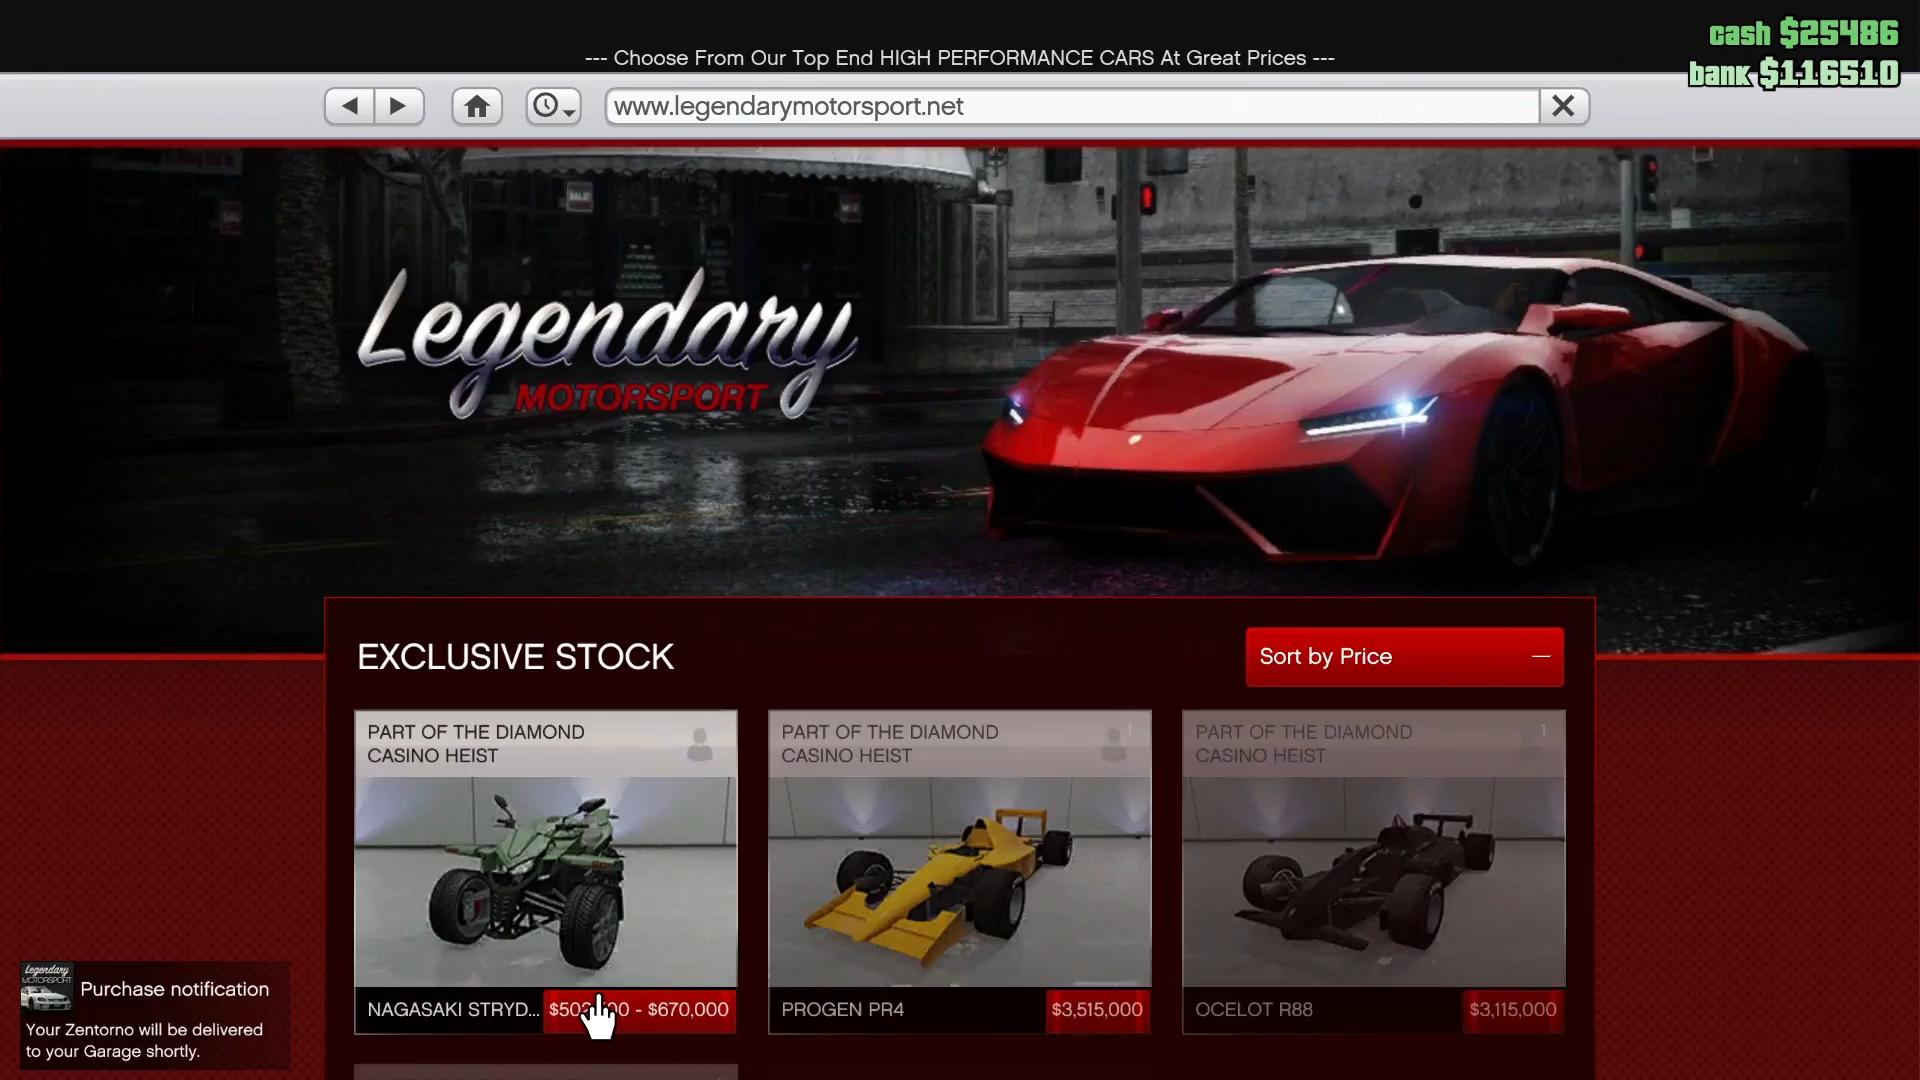 cash $25486
--- Choose From Our Top End HIGH PERFORMANCE CARS At Great Prices ---
bank $116510
www.legendarymotorsport.net
SALE
Legendary
MOTORSPORT
EXCLUSIVE STOCK
Sort by Price
PART OF THE DIAMOND
CASINO HEIST
NAGASAKI STRYD... - $670,000
PART OF THE DIAMOND
CASINO HEIST
PROGEN PR4 $3,515,000
PART OF THE DIAMOND
CASINO HEIST
OCELOT R88 $3,115,000
Legendary
MOTORSPORT
Purchase notification
Your Zentorno will be delivered
to your Garage shortly.